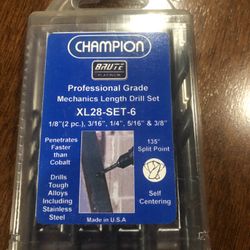 CHAMPION
BRUTE
PLATINUM
Professional Grade
Mechanics Length Drill Set
XL28-SET-6
1/8"(2 pc.), 3/16", 1/4", 5/16" & 3/8"
Penetrates
Faster
than
Cobalt
Drills
Tough
Alloys
Including
Stainless
Steel
135°
Split Point
Self
Centering
Made in U.S.A